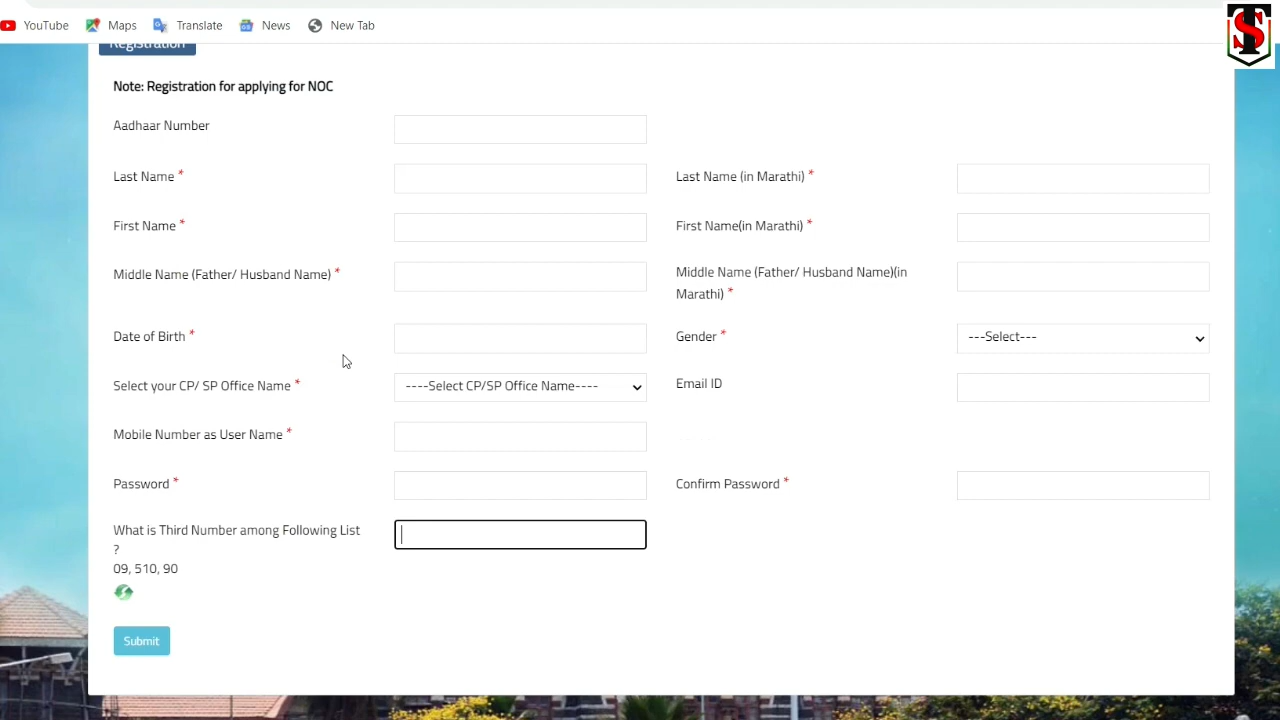 YouTube Maps Translate News New Tab
Registration
Note: Registration for applying for NOC
Aadhaar Number
Last Name * Last Name (in Marathi) *
First Name * First Name(in Marathi) *
Middle Name (Father/ Husband Name) * Middle Name (Father/ Husband Name)(in
Marathi) *
Date of Birth * Gender * ---Select---
Select your CP/ SP Office Name * ----Select CP/SP Office Name---- Email ID
Mobile Number as User Name *
Password * Confirm Password *
What is Third Number among Following List
?
09, 510, 90
Submit